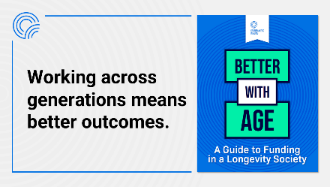 Working across
generations means
better outcomes.
BETTER
WITH
AGE
A Guide to Funding
in a Longevity Society